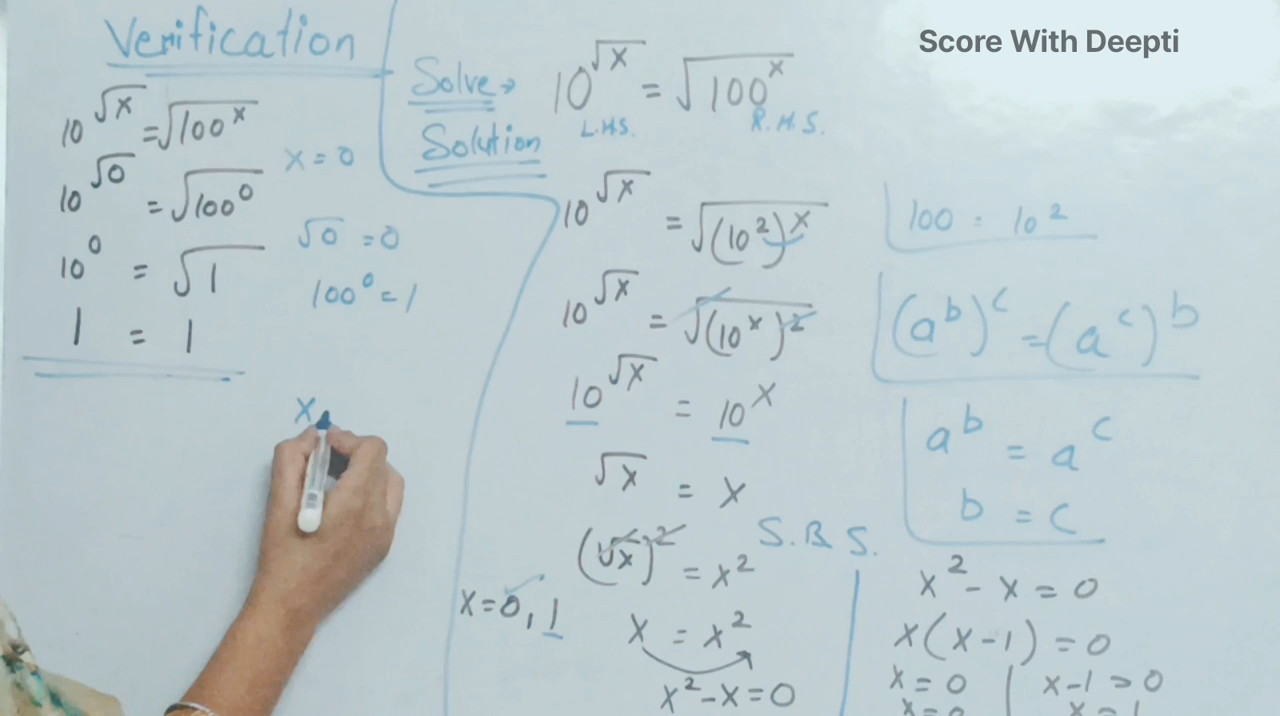 Score With Deepti
Verification
10^√x = √100^x
x = 0
10^√0 = √100^0
√0 = 0
10^0 = √1
100^0 = 1
1 = 1
x
Solve → 10^√x = √100^x
L.H.S. R.H.S.
Solution
10^√x = √(10^2)^x
100 = 10^2
10^√x = √(10^x)^2
(a^b)^c = (a^c)^b
10^√x = 10^x
a^b = a^c
b = c
√x = x
S.B.S.
(√x)^2 = x^2
x = 0, 1
x = x^2
x^2 - x = 0
x^2 - x = 0
x(x-1) = 0
x = 0 | x-1 = 0
x = 0 | x = 1